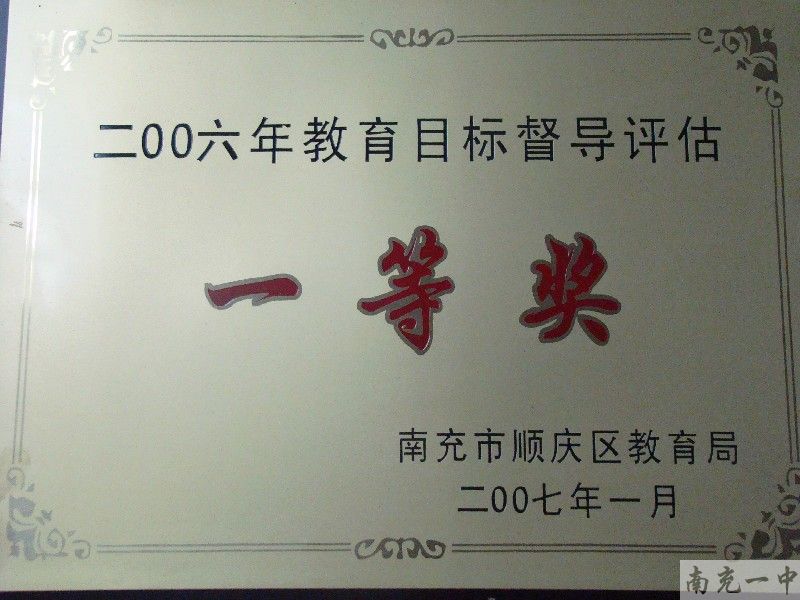 二00六年教育目标督导评估
一等奖
南充市顺庆区教育局
二00七年一月
南充一中